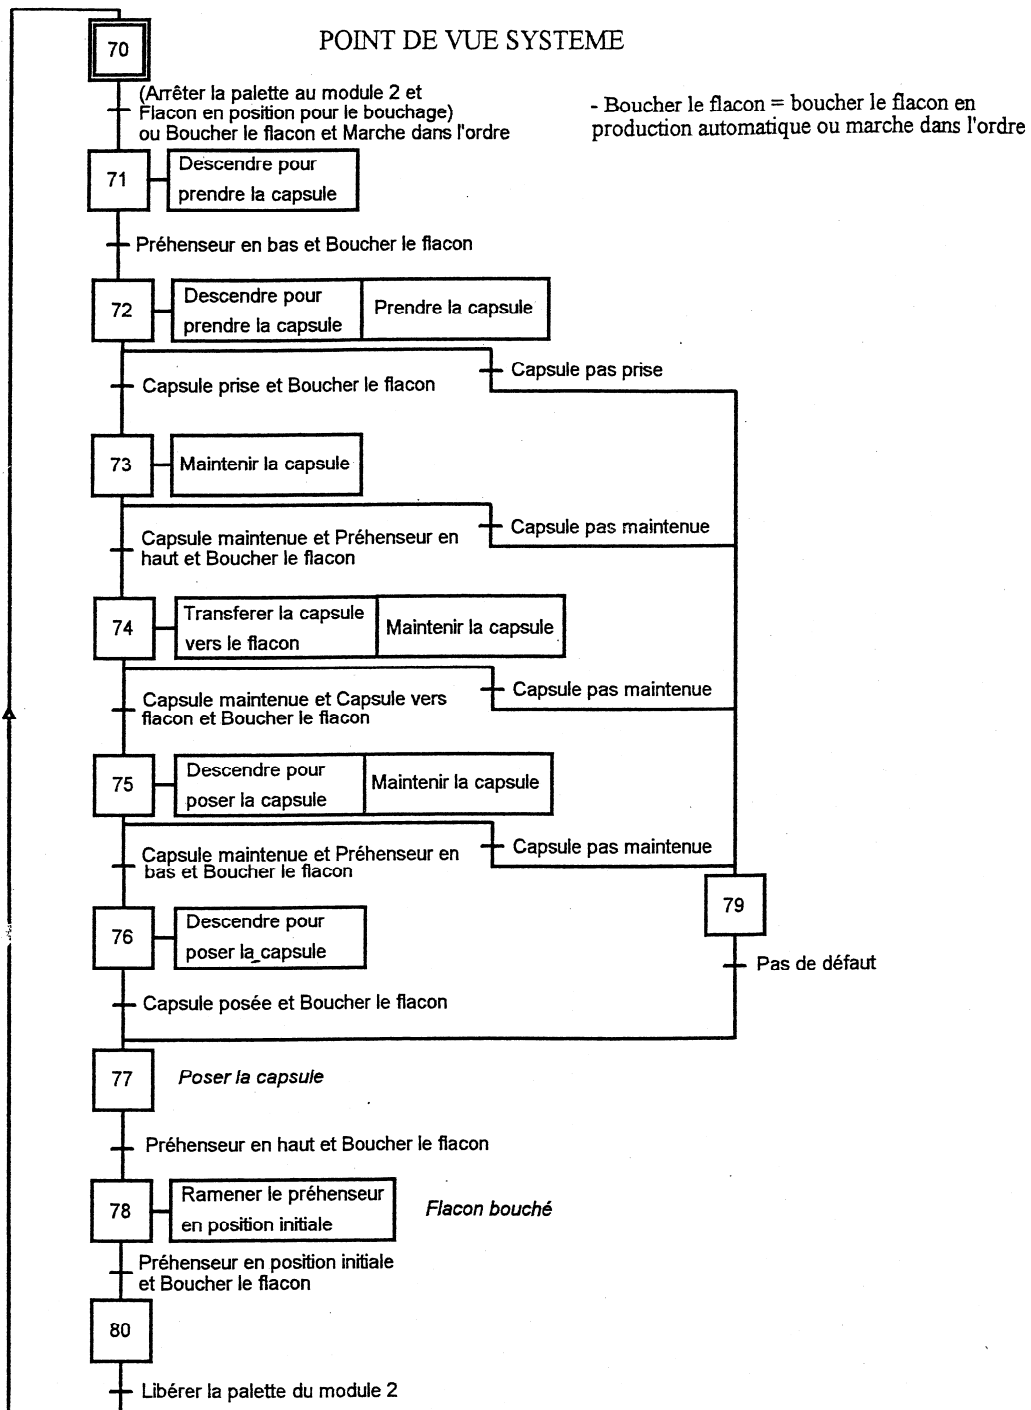 POINT DE VUE SYSTEME
70
(Arrêter la palette au module 2 et
Flacon en position pour le bouchage)
ou Boucher le flacon et Marche dans l'ordre
- Boucher le flacon = boucher le flacon en
production automatique ou marche dans l'ordre
71
Descendre pour
prendre la capsule
Préhenseur en bas et Boucher le flacon
72
Descendre pour
prendre la capsule
Prendre la capsule
Capsule prise et Boucher le flacon
Capsule pas prise
73
Maintenir la capsule
Capsule maintenue et Préhenseur en
haut et Boucher le flacon
Capsule pas maintenue
74
Transferer la capsule
vers le flacon
Maintenir la capsule
Capsule maintenue et Capsule vers
flacon et Boucher le flacon
Capsule pas maintenue
75
Descendre pour
poser la capsule
Maintenir la capsule
Capsule maintenue et Préhenseur en
bas et Boucher le flacon
Capsule pas maintenue
79
76
Descendre pour
poser la capsule
Pas de défaut
Capsule posée et Boucher le flacon
77
Poser la capsule
Préhenseur en haut et Boucher le flacon
78
Ramener le préhenseur
en position initiale
Flacon bouché
Préhenseur en position initiale
et Boucher le flacon
80
Libérer la palette du module 2